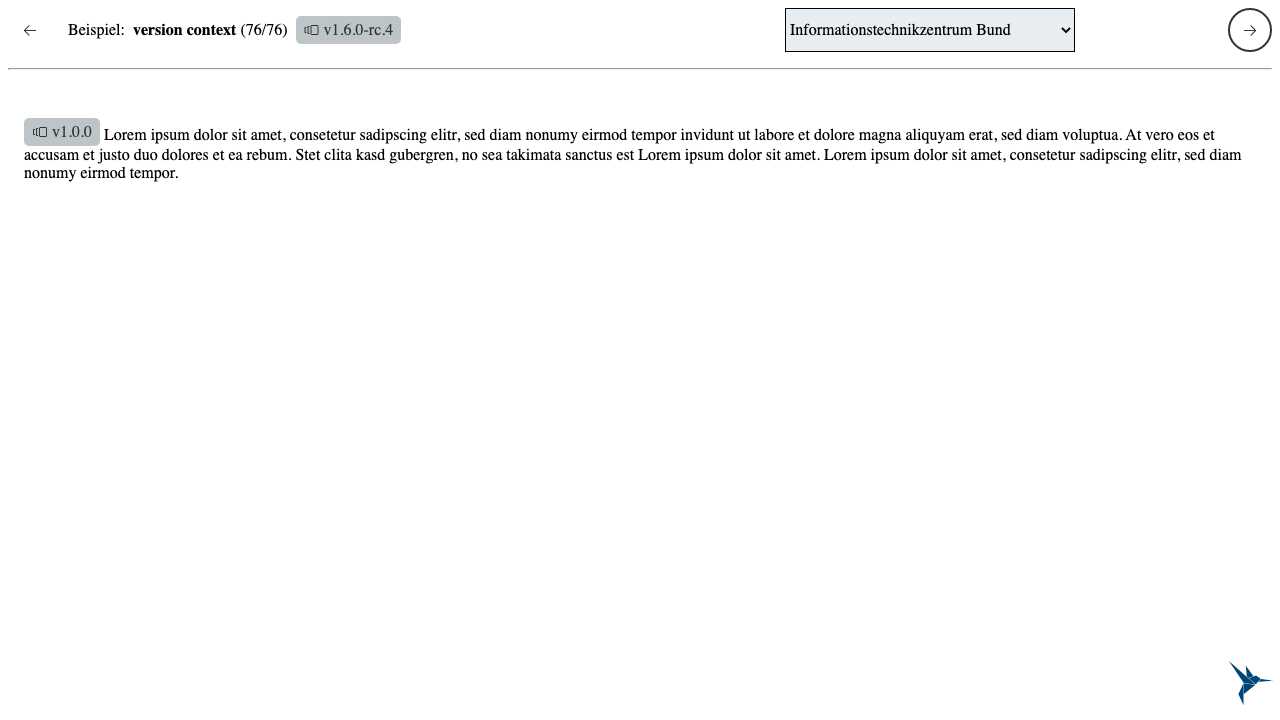 Beispiel: version context (76/76) v1.6.0-rc.4 Informationstechnikzentrum Bund
v1.0.0 Lorem ipsum dolor sit amet, consetetur sadipscing elitr, sed diam nonumy eirmod tempor invidunt ut labore et dolore magna aliquyam erat, sed diam voluptua. At vero eos et
accusam et justo duo dolores et ea rebum. Stet clita kasd gubergren, no sea takimata sanctus est Lorem ipsum dolor sit amet. Lorem ipsum dolor sit amet, consetetur sadipscing elitr, sed diam
nonumy eirmod tempor.